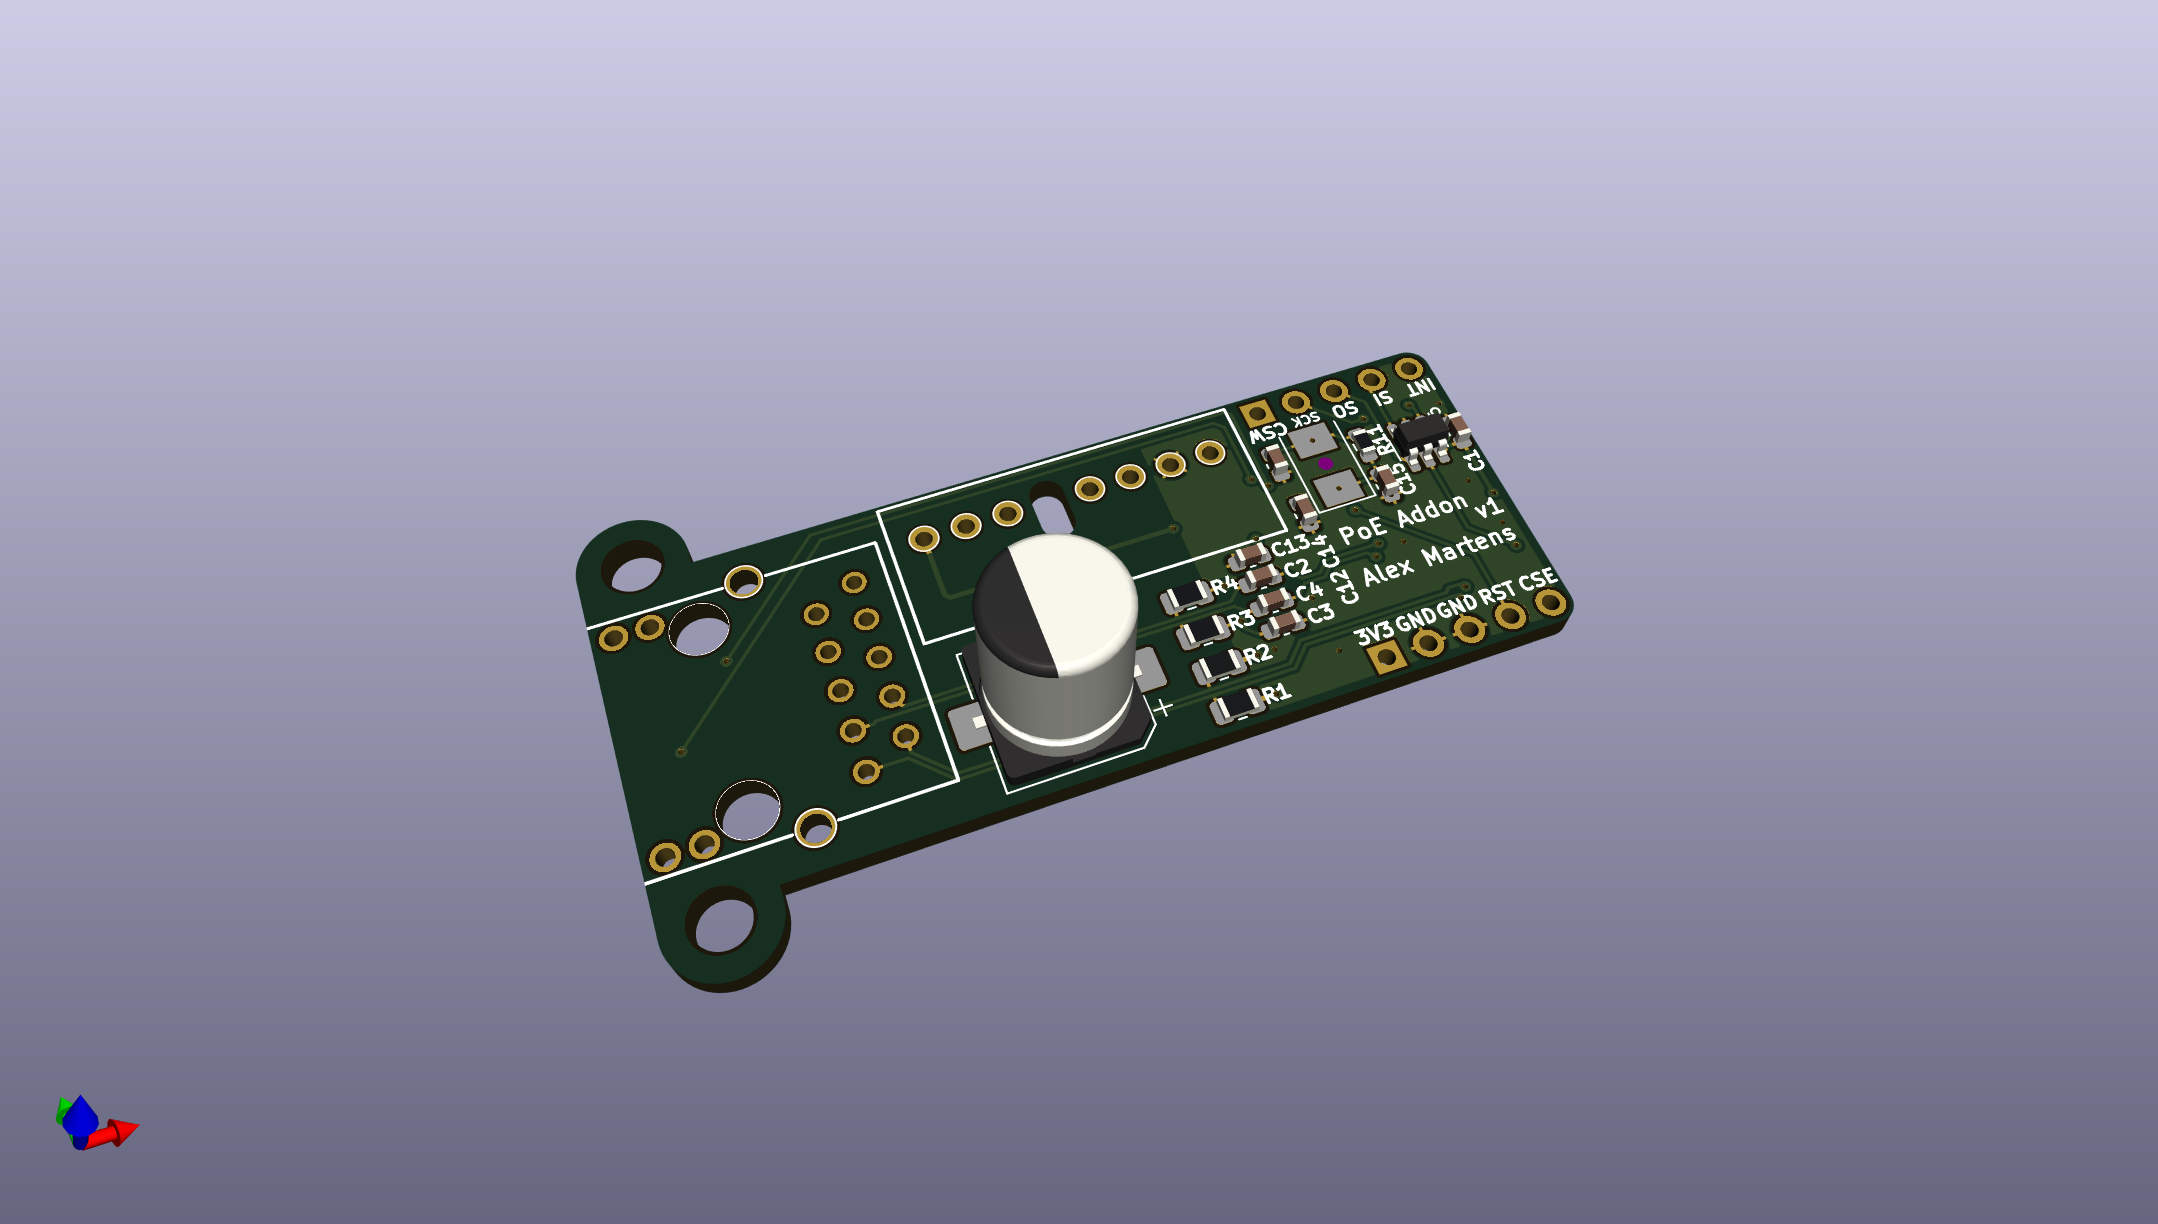 INT
SI
SO
SCK
CSW
R11
C1
C15
PoE Addon v1
Alex Martens
C13
C14
C2
C12
C4
C3
R4
R3
R2
R1
3V3 GND GND RST CSE
+